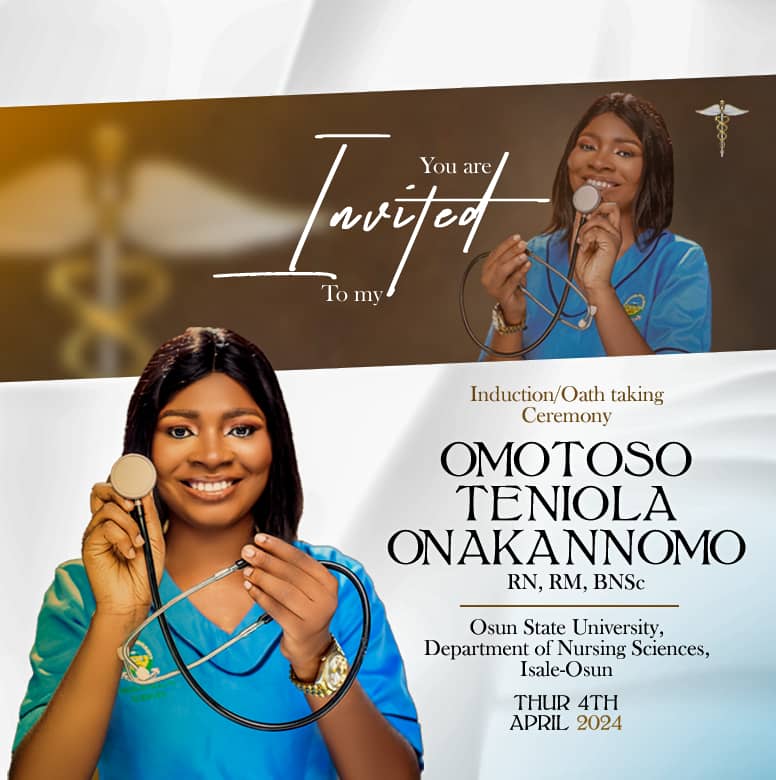 You are
Invited
To my
Induction/Oath taking
Ceremony
OMOTOSO
TENIOLA
ONAKANNOMO
RN, RM, BNSc
Osun State University,
Department of Nursing Sciences,
Isale-Osun
THUR 4TH
APRIL 2024